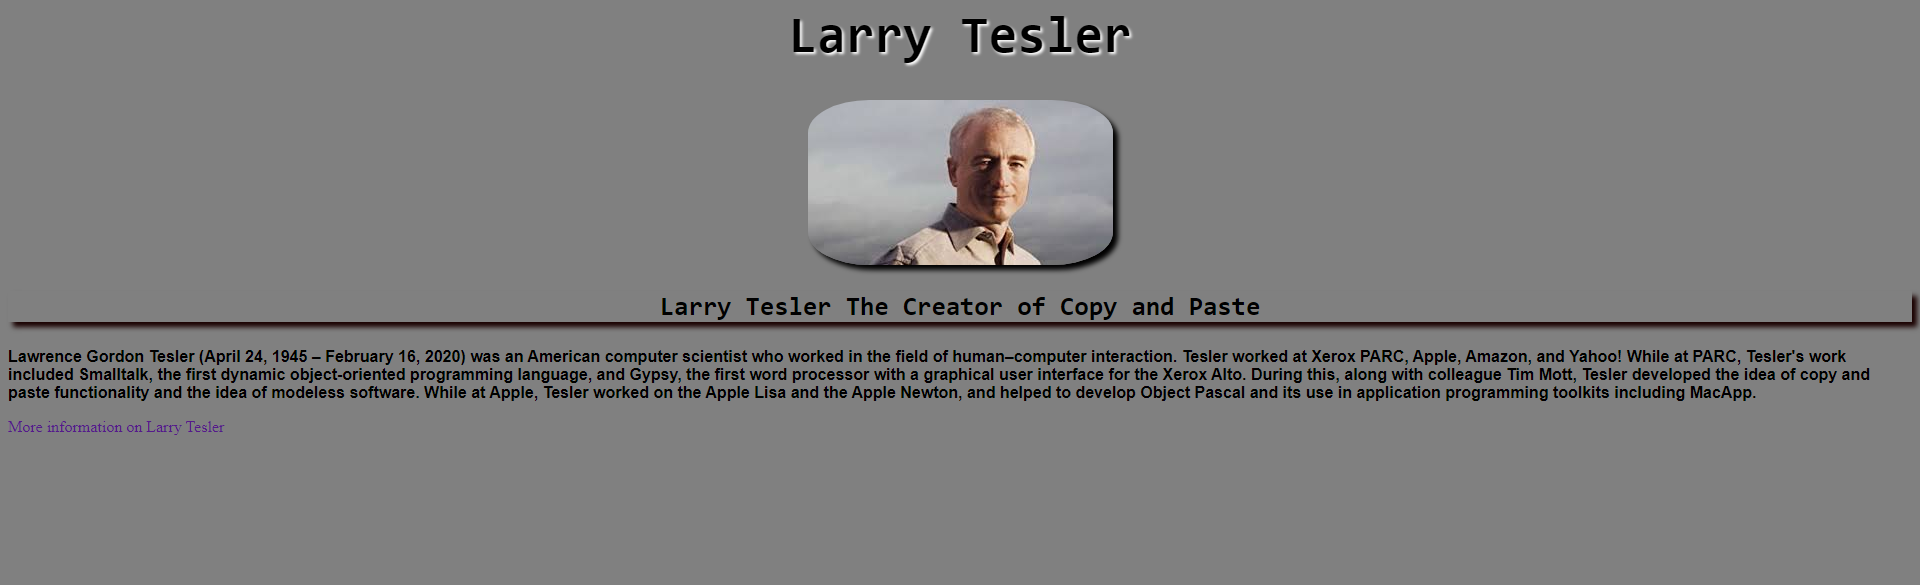 Larry Tesler
Larry Tesler The Creator of Copy and Paste
Lawrence Gordon Tesler (April 24, 1945 – February 16, 2020) was an American computer scientist who worked in the field of human–computer interaction. Tesler worked at Xerox PARC, Apple, Amazon, and Yahoo! While at PARC, Tesler's work
included Smalltalk, the first dynamic object-oriented programming language, and Gypsy, the first word processor with a graphical user interface for the Xerox Alto. During this, along with colleague Tim Mott, Tesler developed the idea of copy and
paste functionality and the idea of modeless software. While at Apple, Tesler worked on the Apple Lisa and the Apple Newton, and helped to develop Object Pascal and its use in application programming toolkits including MacApp.
More information on Larry Tesler